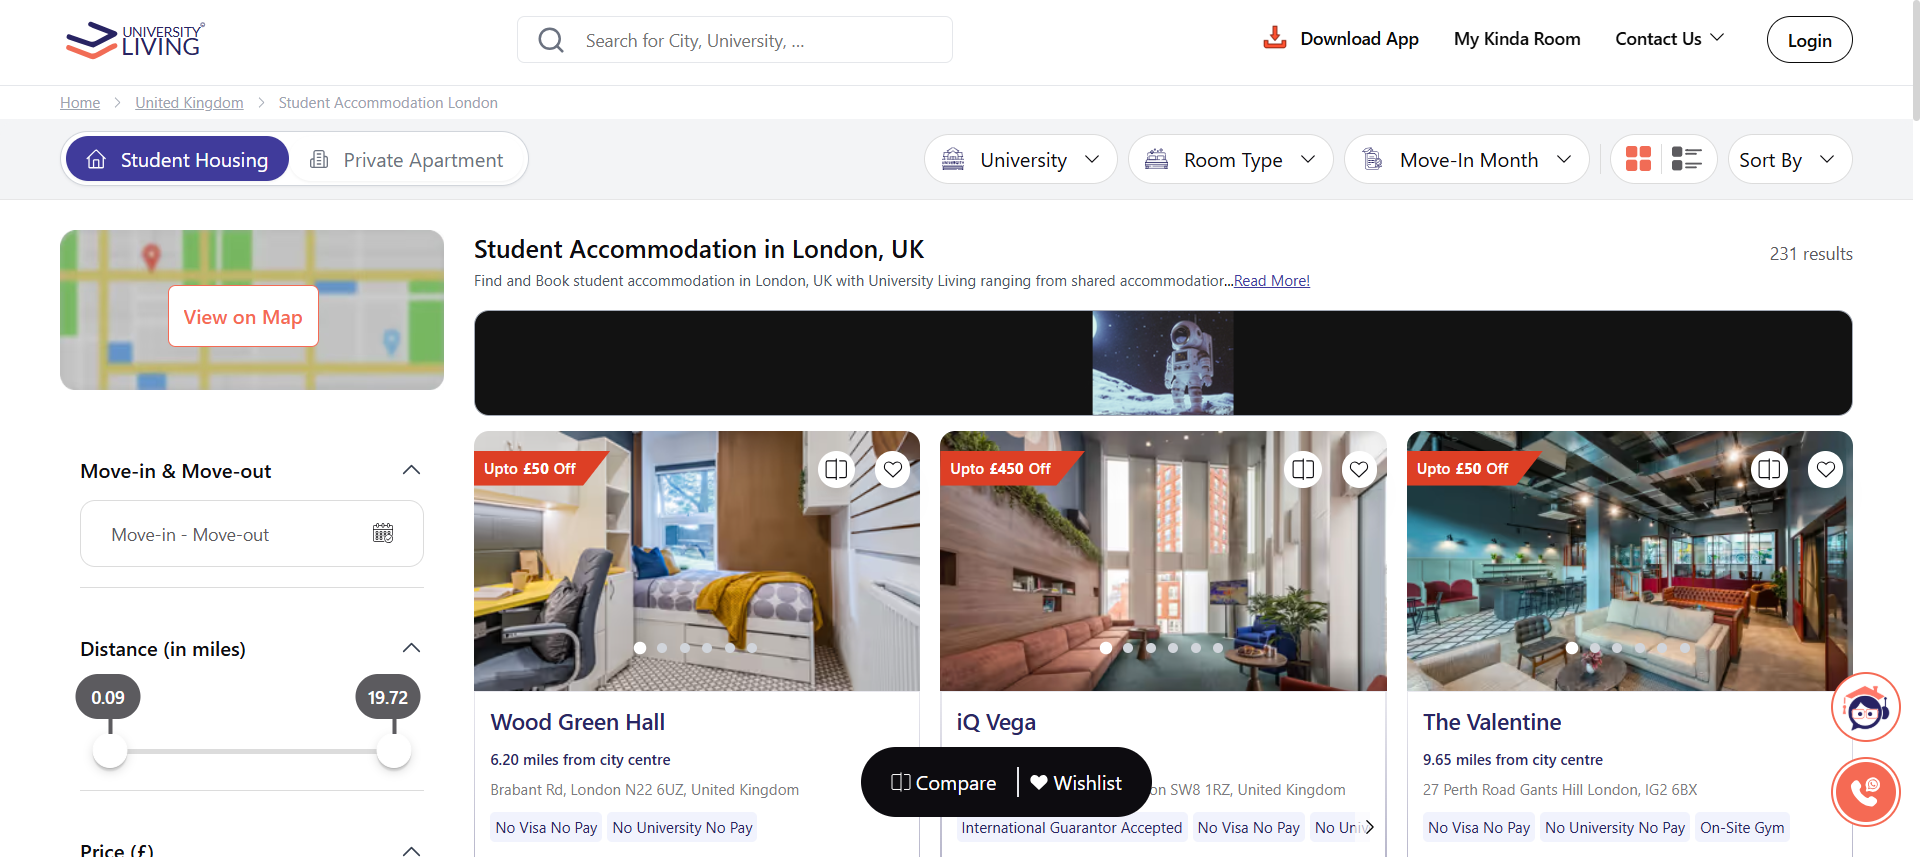 UNIVERSITY
LIVING
Search for City, University, ...
Download App
My Kinda Room
Contact Us
Login
Home
United Kingdom
Student Accommodation London
Student Housing
Private Apartment
University
Room Type
Move-In Month
Sort By
View on Map
Student Accommodation in London, UK
231 results
Find and Book student accommodation in London, UK with University Living ranging from shared accommodation...Read More!
Move-in & Move-out
Move-in - Move-out
Distance (in miles)
0.09
19.72
Price (£)
Upto £50 Off
Wood Green Hall
6.20 miles from city centre
Brabant Rd, London N22 6UZ, United Kingdom
No Visa No Pay
No University No Pay
Upto £450 Off
iQ Vega
on SW8 1RZ, United Kingdom
International Guarantor Accepted
No Visa No Pay
No Univ
Upto £50 Off
The Valentine
9.65 miles from city centre
27 Perth Road Gants Hill London, IG2 6BX
No Visa No Pay
No University No Pay
On-Site Gym
Compare
Wishlist